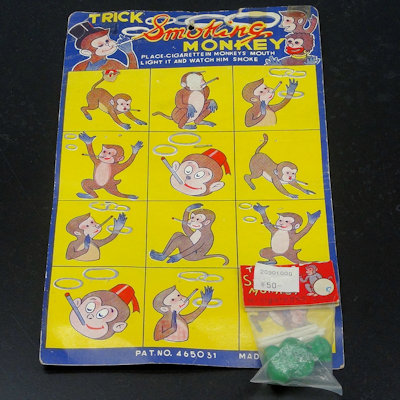 TRICK
Smoking
MONKEY
PLACE CIGARETTE IN MONKEYS MOUTH
LIGHT IT AND WATCH HIM SMOKE
20901000
¥50-
PAT.NO. 465031 MAD